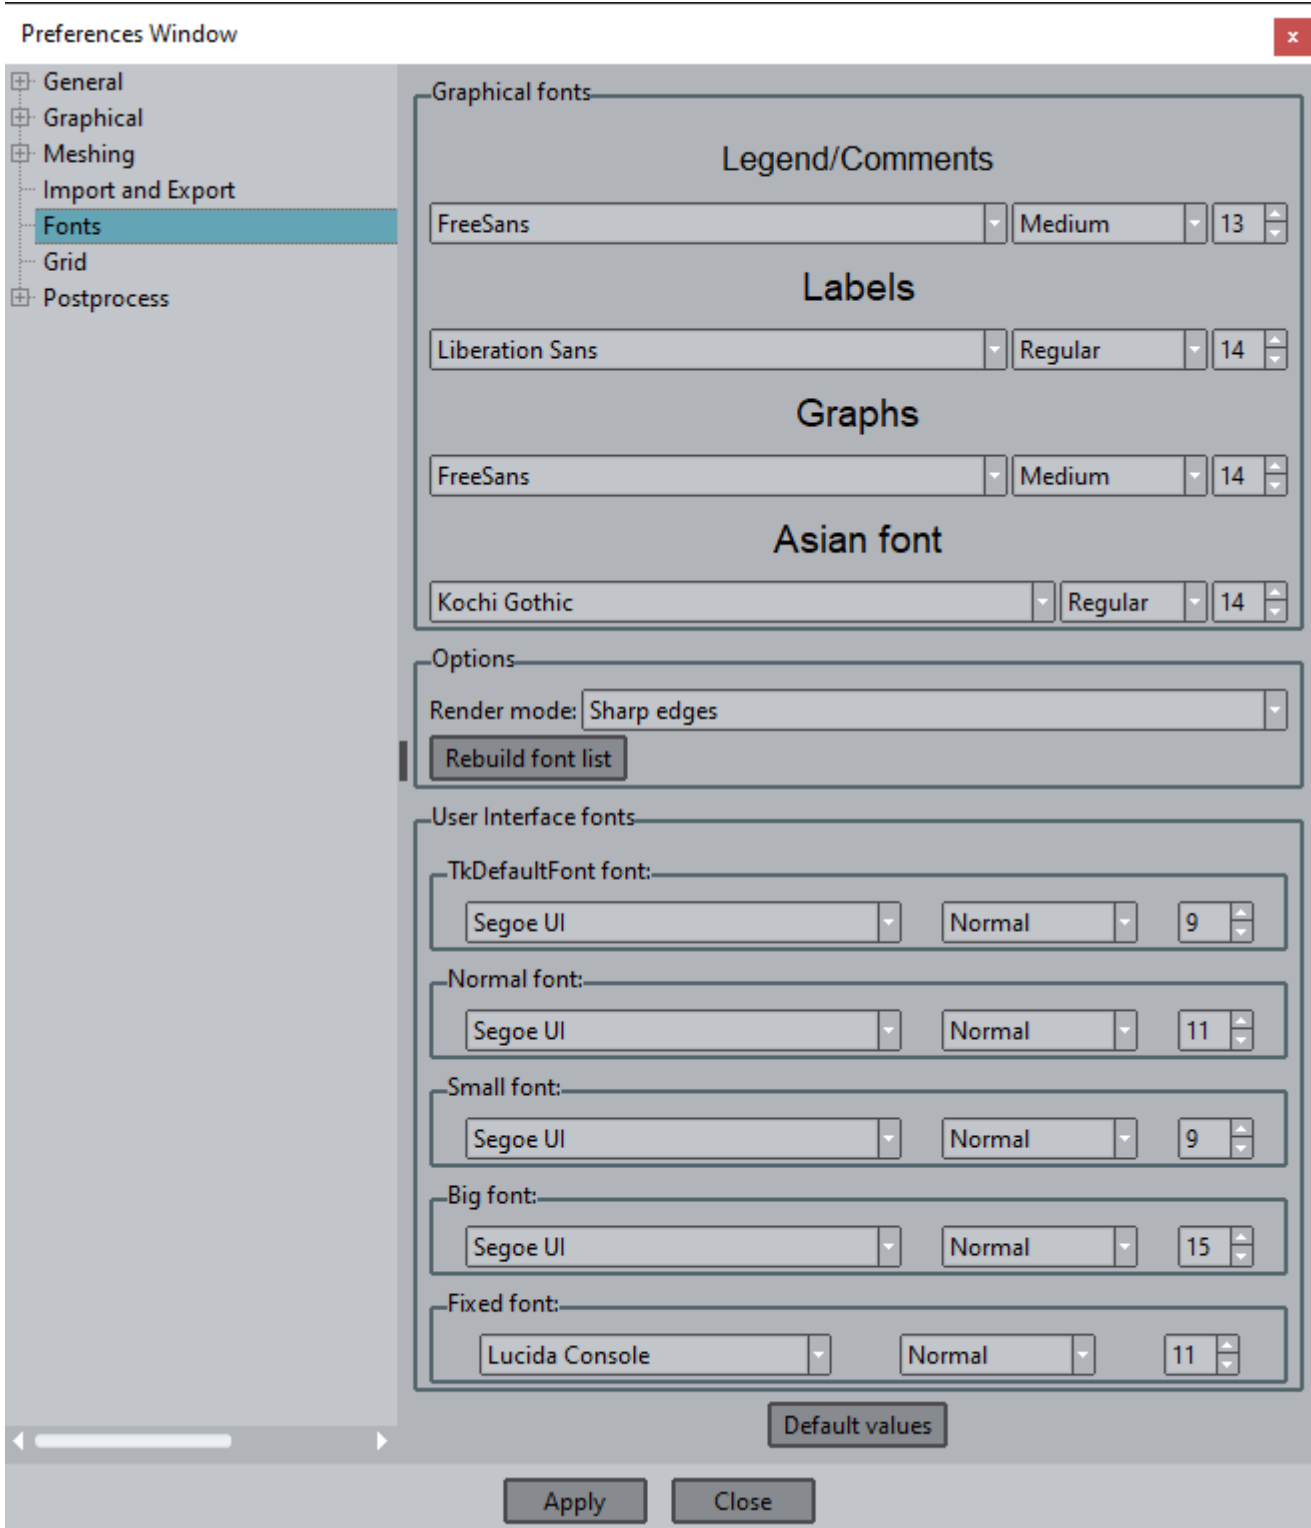 Preferences Window
x
General
Graphical
Meshing
Import and Export
Fonts
Grid
Postprocess
Graphical fonts
Legend/Comments
FreeSans Medium 13
Labels
Liberation Sans Regular 14
Graphs
FreeSans Medium 14
Asian font
Kochi Gothic Regular 14
Options
Render mode: Sharp edges
Rebuild font list
User Interface fonts
TkDefaultFont font:
Segoe UI Normal 9
Normal font:
Segoe UI Normal 11
Small font:
Segoe UI Normal 9
Big font:
Segoe UI Normal 15
Fixed font:
Lucida Console Normal 11
Default values
Apply Close